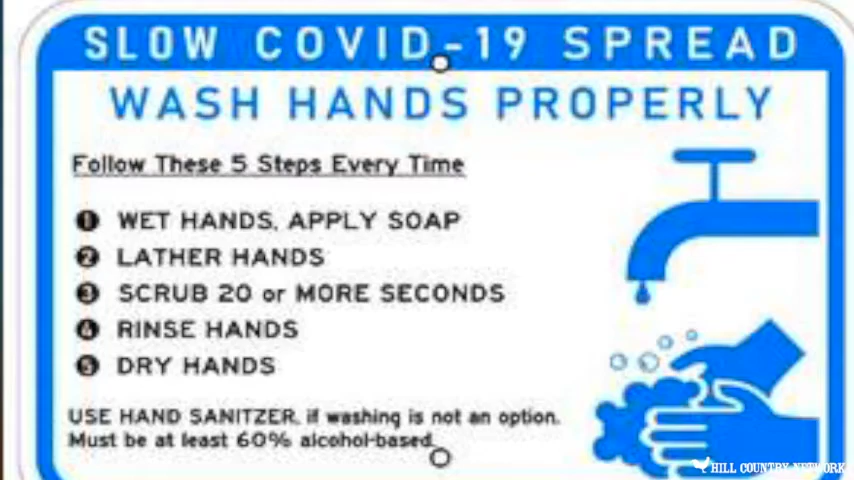 SLOW COVID-19 SPREAD
WASH HANDS PROPERLY
Follow These 5 Steps Every Time
1 WET HANDS, APPLY SOAP
2 LATHER HANDS
3 SCRUB 20 or MORE SECONDS
4 RINSE HANDS
5 DRY HANDS
USE HAND SANITIZER, if washing is not an option.
Must be at least 60% alcohol-based.
HILL COUNTRY NETWORK